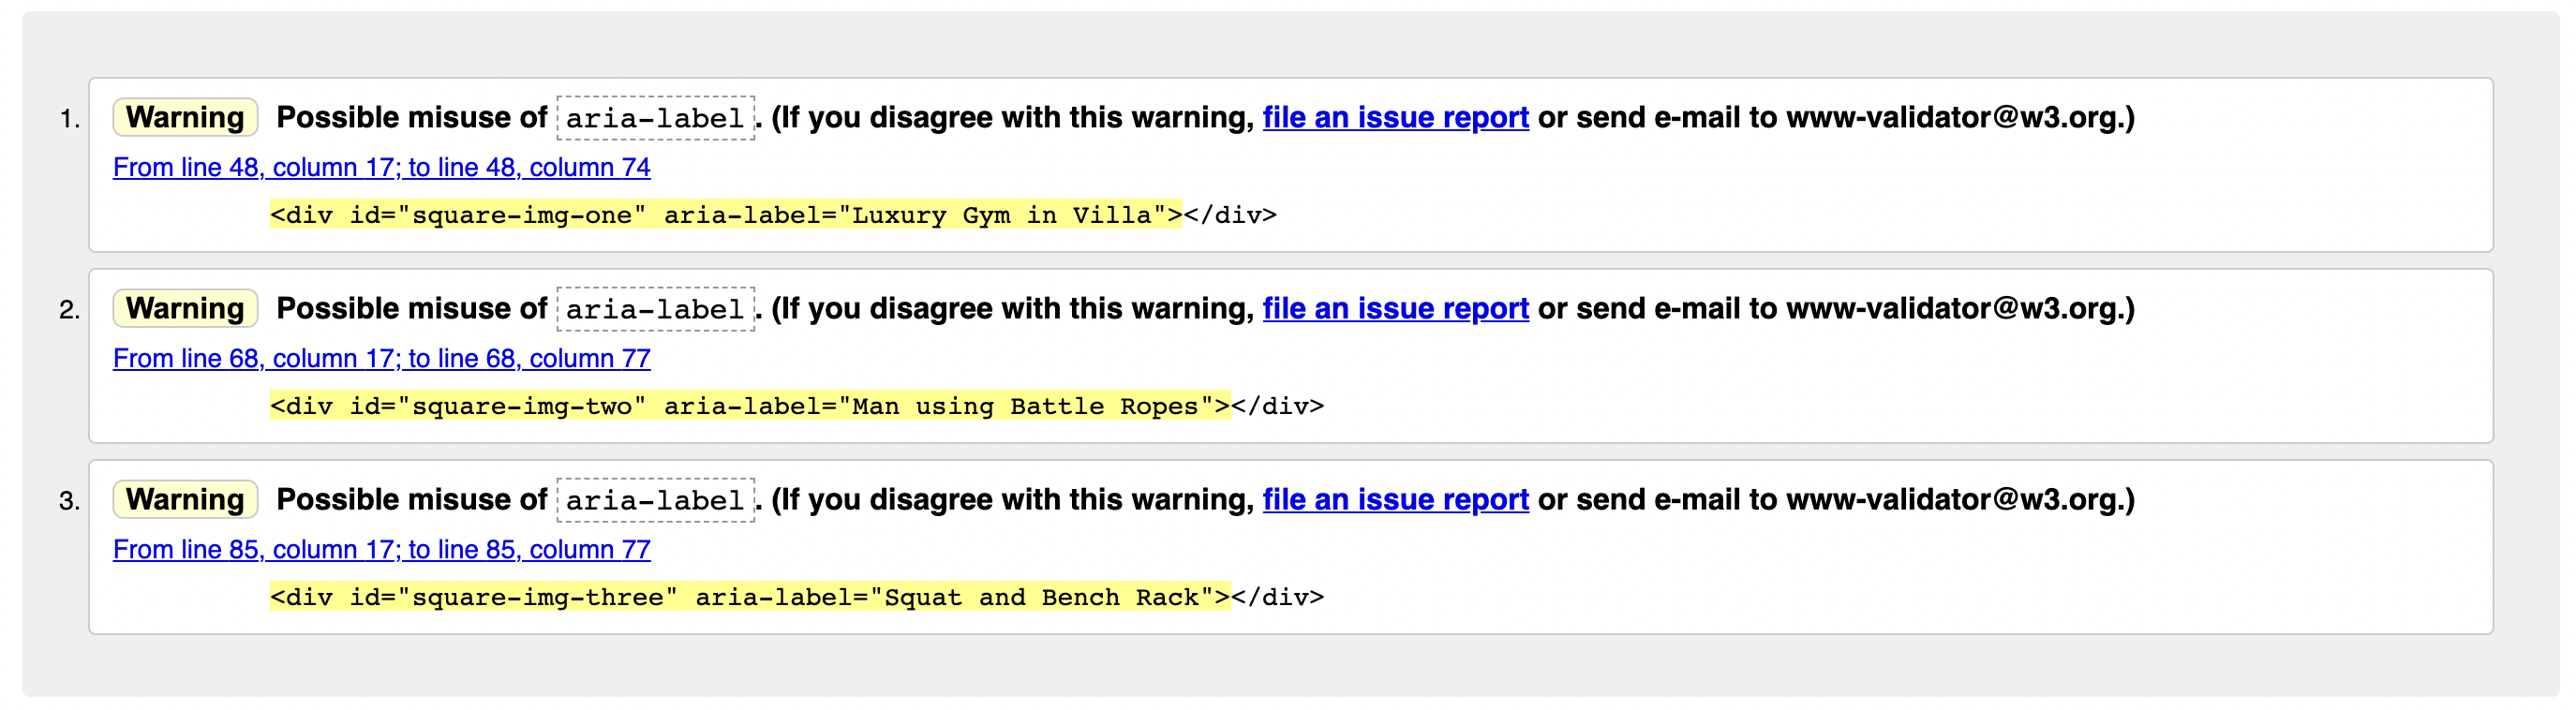 1. Warning Possible misuse of aria-label. (If you disagree with this warning, file an issue report or send e-mail to www-validator@w3.org.)
From line 48, column 17; to line 48, column 74
<div id="square-img-one" aria-label="Luxury Gym in Villa"></div>
2. Warning Possible misuse of aria-label. (If you disagree with this warning, file an issue report or send e-mail to www-validator@w3.org.)
From line 68, column 17; to line 68, column 77
<div id="square-img-two" aria-label="Man using Battle Ropes"></div>
3. Warning Possible misuse of aria-label. (If you disagree with this warning, file an issue report or send e-mail to www-validator@w3.org.)
From line 85, column 17; to line 85, column 77
<div id="square-img-three" aria-label="Squat and Bench Rack"></div>